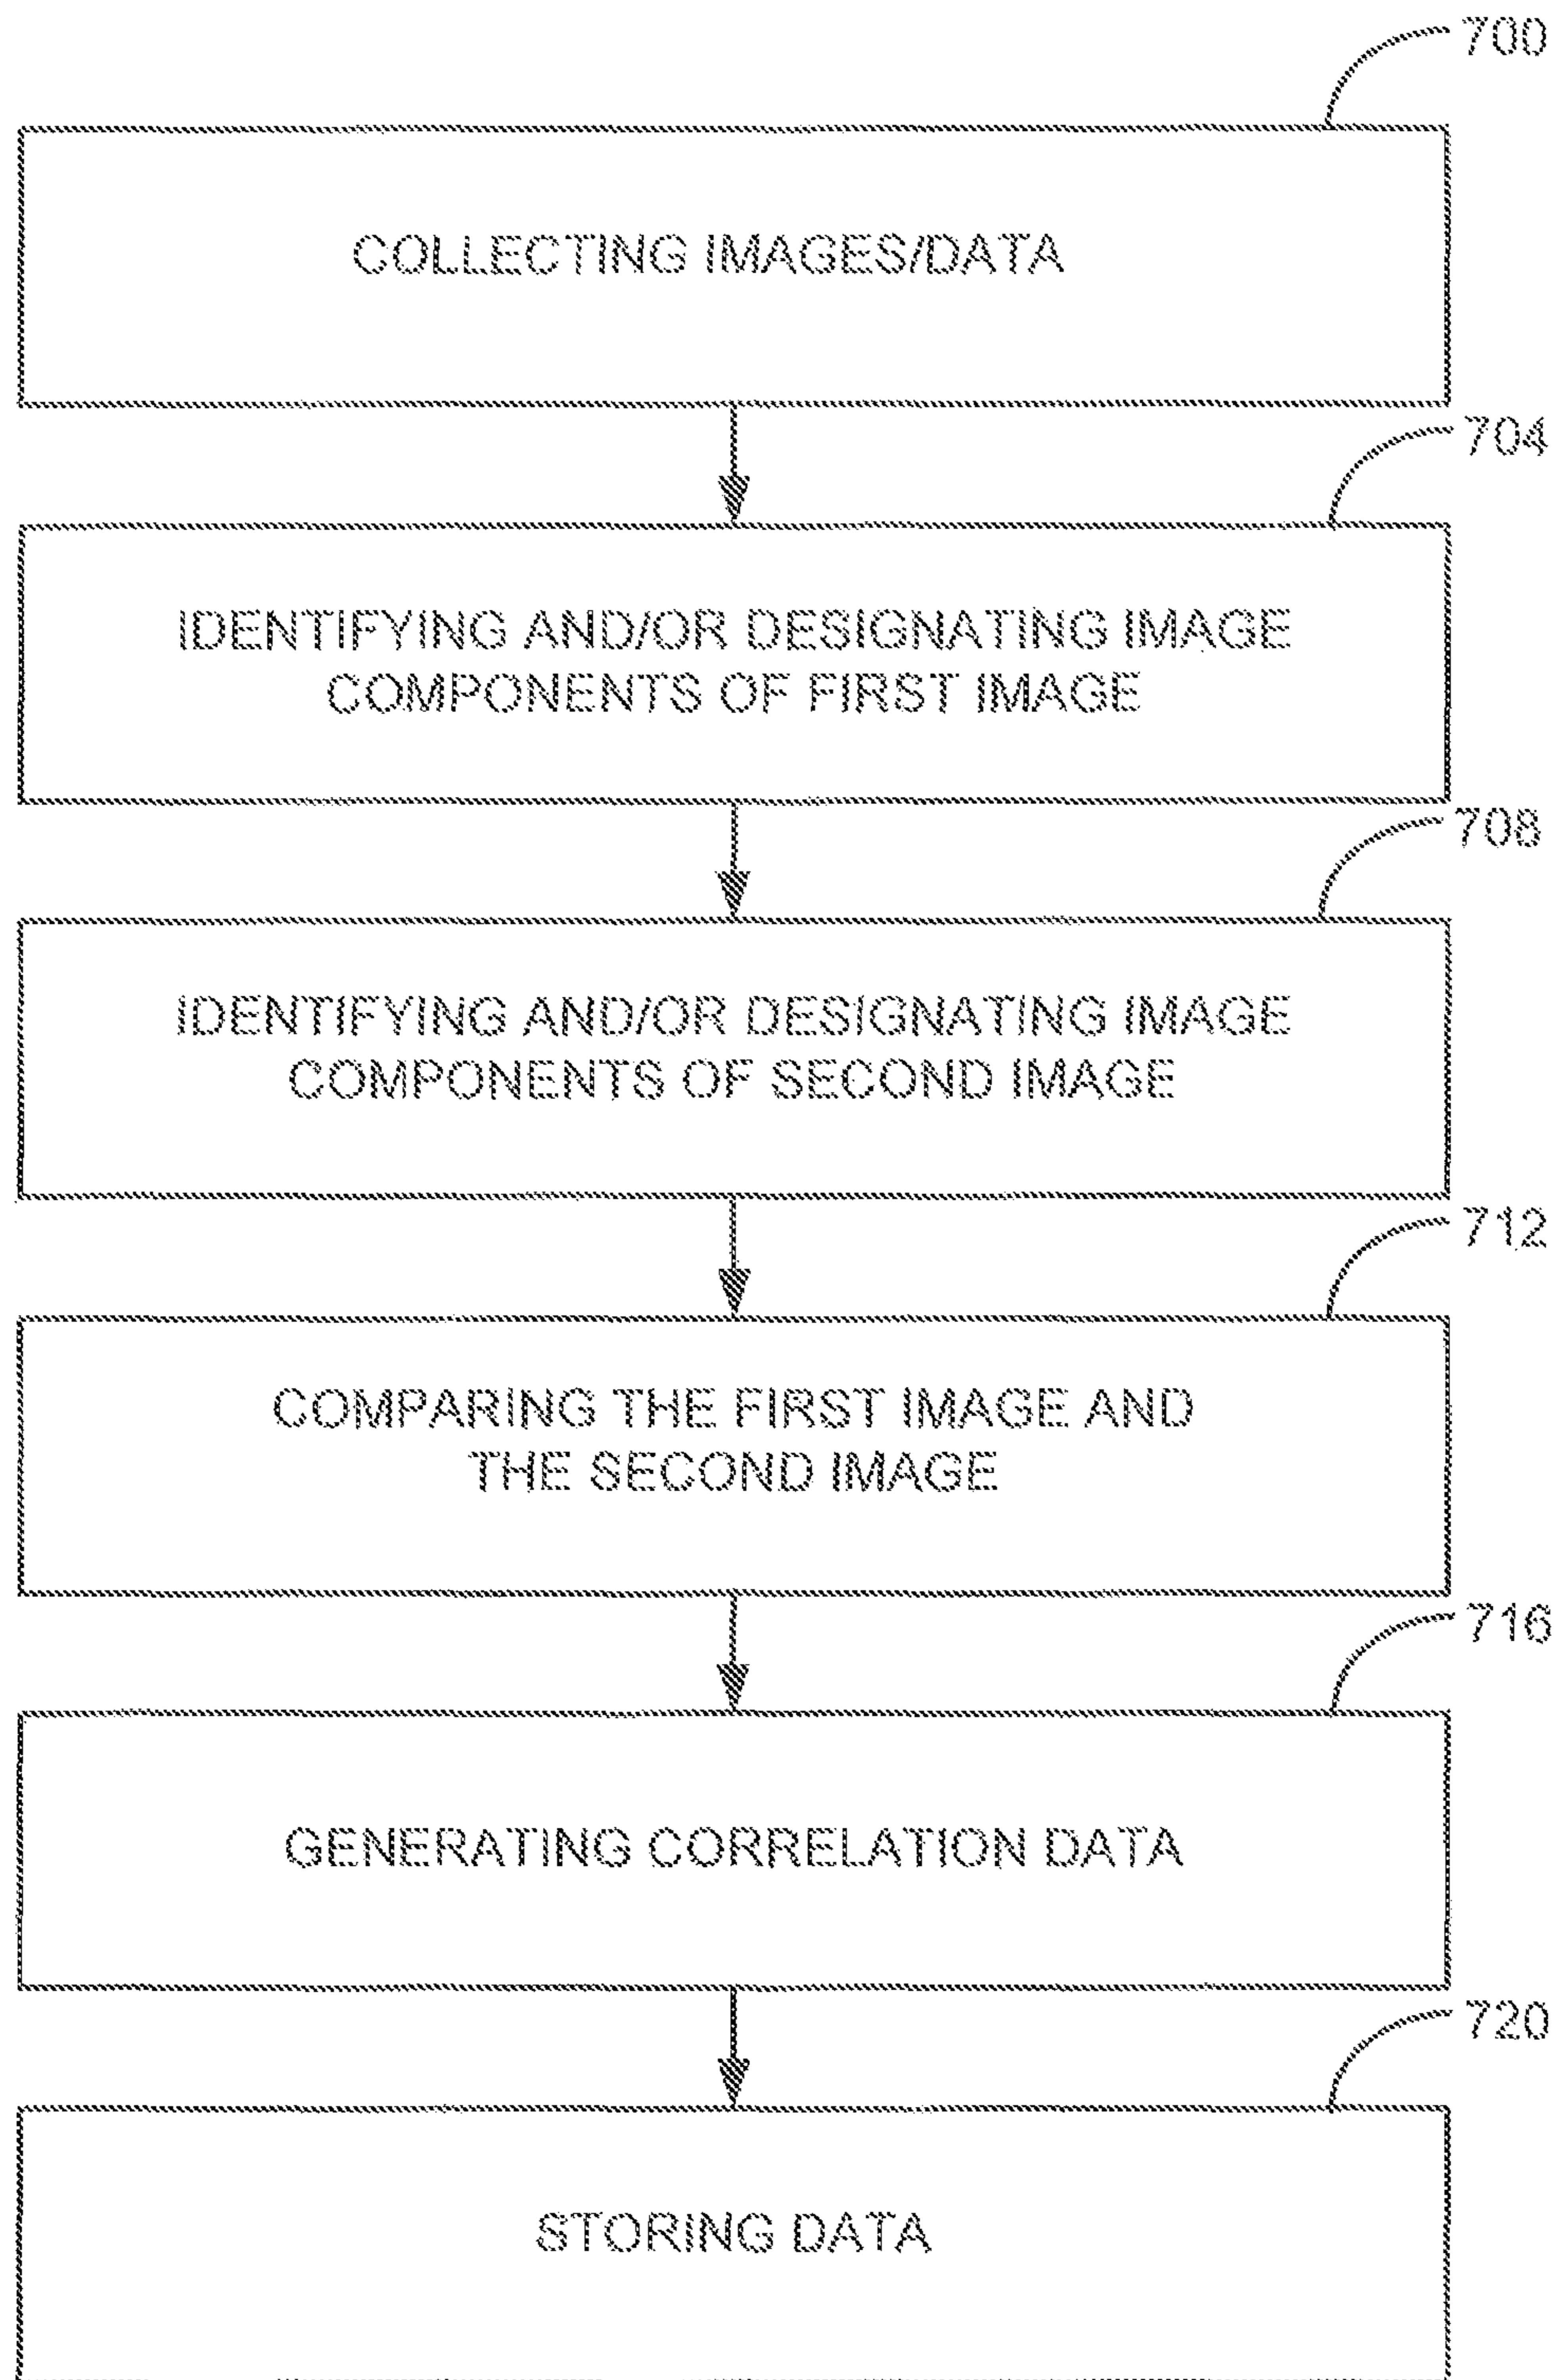 700
COLLECTING IMAGES/DATA
704
IDENTIFYING AND/OR DESIGNATING IMAGE
COMPONENTS OF FIRST IMAGE
708
IDENTIFYING AND/OR DESIGNATING IMAGE
COMPONENTS OF SECOND IMAGE
712
COMPARING THE FIRST IMAGE AND
THE SECOND IMAGE
716
GENERATING CORRELATION DATA
720
STORING DATA